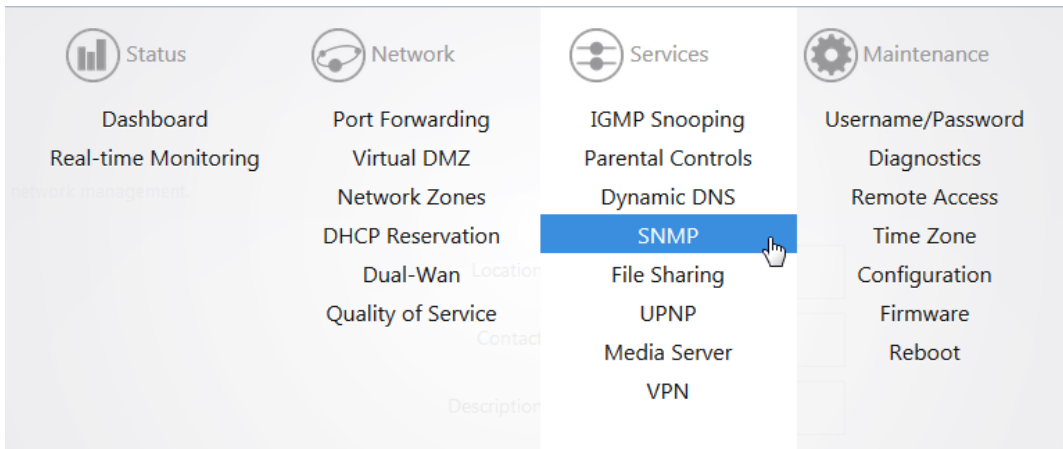 Status
Dashboard
Real-time Monitoring
network management.
Network
Port Forwarding
Virtual DMZ
Network Zones
DHCP Reservation
Dual-Wan
Quality of Service
Location
Contact
Description
Services
IGMP Snooping
Parental Controls
Dynamic DNS
SNMP
File Sharing
UPNP
Media Server
VPN
Maintenance
Username/Password
Diagnostics
Remote Access
Time Zone
Configuration
Firmware
Reboot